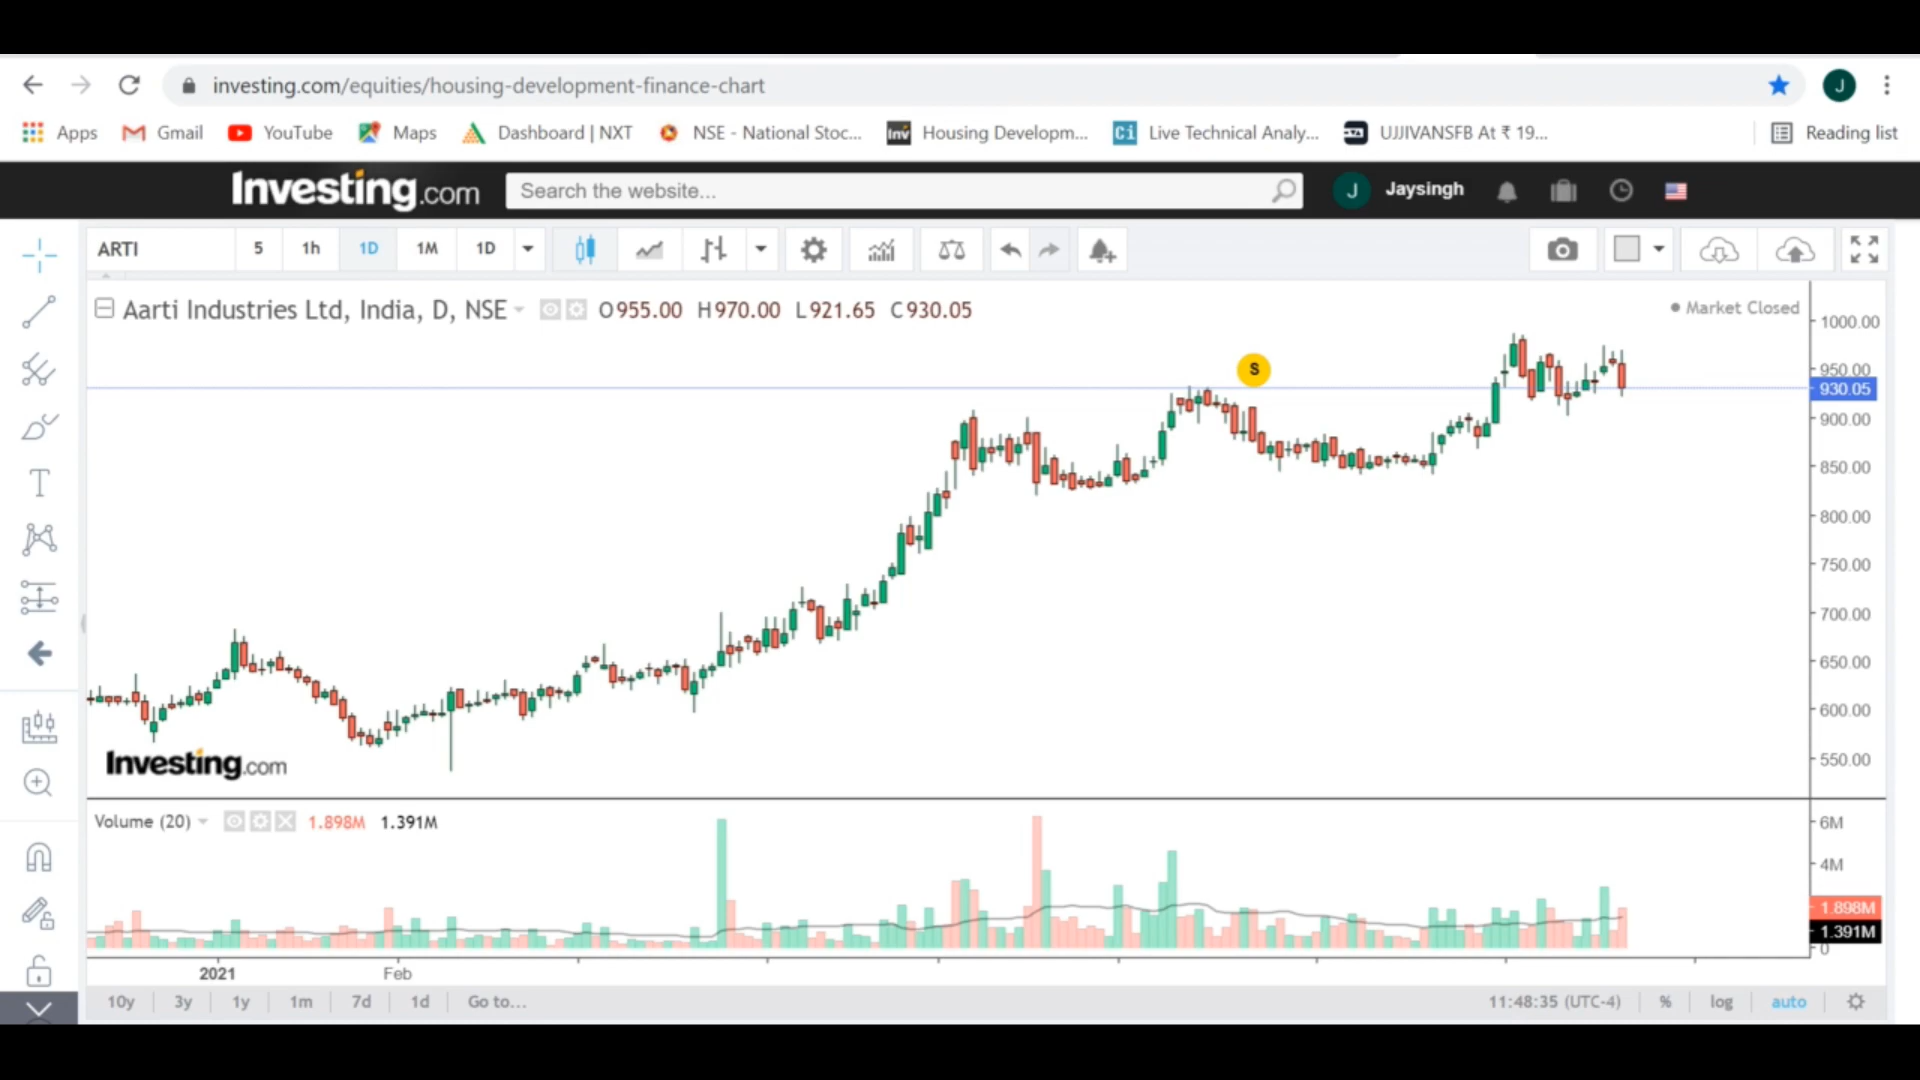 investing.com/equities/housing-development-finance-chart
J
Apps Gmail YouTube Maps Dashboard | NXT NSE - National Stoc... Inv Housing Developm... Ci Live Technical Analy... UJJIVANSFB At ₹ 19... Reading list
Investing.com Search the website... J Jaysingh
ARTI 5 1h 1D 1M 1D
Aarti Industries Ltd, India, D, NSE O955.00 H970.00 L921.65 C930.05 Market Closed
1000.00
S
950.00
930.05
900.00
850.00
800.00
750.00
700.00
650.00
600.00
550.00
Investing.com
Volume (20) 1.898M 1.391M
6M
4M
1.898M
1.391M
0
2021 Feb
10y 3y 1y 1m 7d 1d Go to... 11:48:35 (UTC-4) % log auto